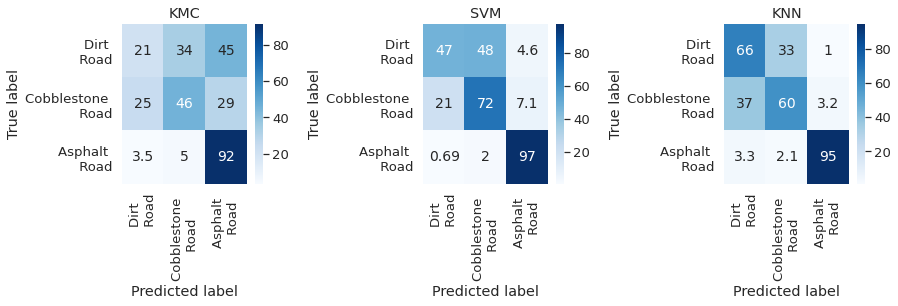 KMC
True label
Dirt
Road
21 34 45
Cobblestone
Road
25 46 29
Asphalt
Road
3.5 5 92
80
60
40
20
Dirt
Road
Cobblestone
Road
Asphalt
Road
Predicted label
SVM
True label
Dirt
Road
47 48 4.6
Cobblestone
Road
21 72 7.1
Asphalt
Road
0.69 2 97
80
60
40
20
Dirt
Road
Cobblestone
Road
Asphalt
Road
Predicted label
KNN
True label
Dirt
Road
66 33 1
Cobblestone
Road
37 60 3.2
Asphalt
Road
3.3 2.1 95
80
60
40
20
Dirt
Road
Cobblestone
Road
Asphalt
Road
Predicted label